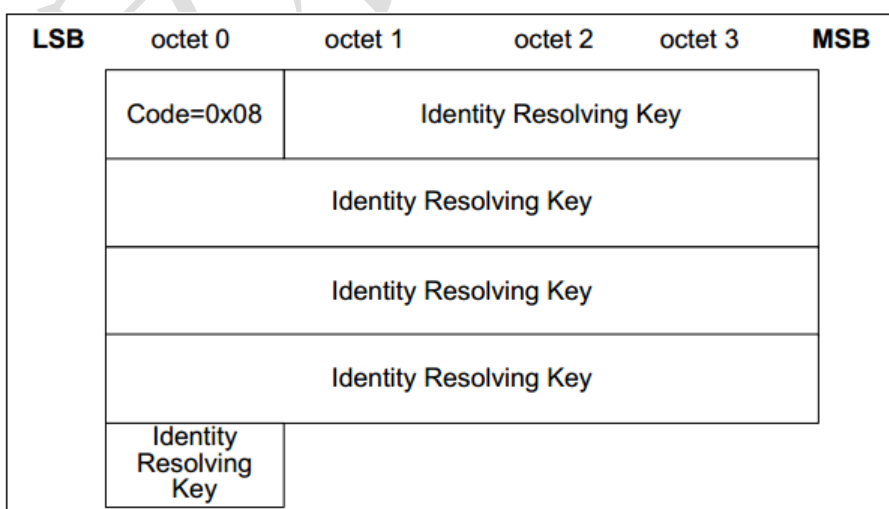 LSB octet 0 octet 1 octet 2 octet 3 MSB
Code=0x08 Identity Resolving Key
Identity Resolving Key
Identity Resolving Key
Identity Resolving Key
Identity
Resolving
Key